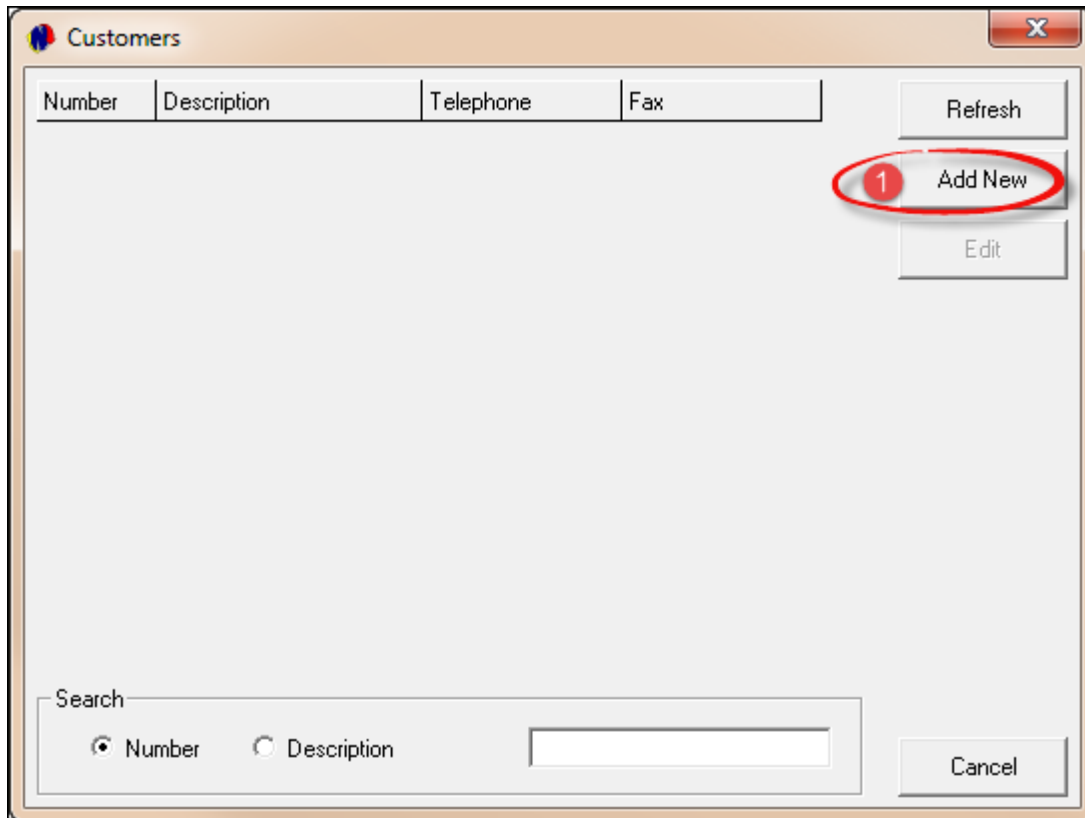 Customers
Number Description Telephone Fax
Refresh
1 Add New
Edit
Search
Number Description
Cancel